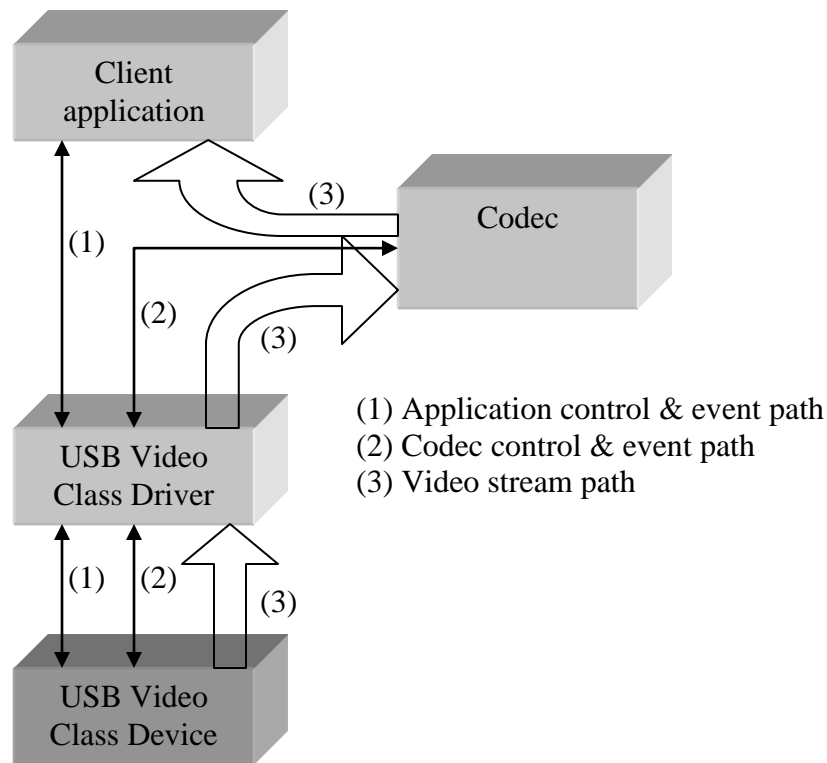 Client
application
(3)
Codec
(1)
(2)
(3)
(1) Application control & event path
(2) Codec control & event path
(3) Video stream path
USB Video
Class Driver
(1)
(2)
(3)
USB Video
Class Device